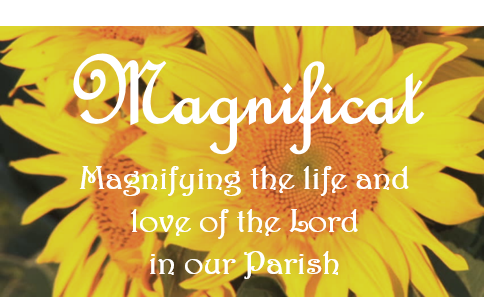 Magnificat
Magnifying the life and
love of the Lord
in our Parish